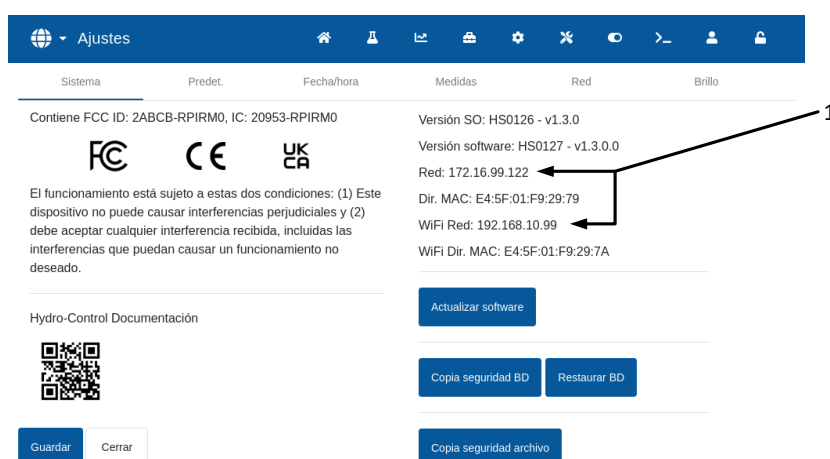 Ajustes
Sistema
Predet.
Fecha/hora
Medidas
Red
Brillo
Contiene FCC ID: 2ABCB-RPIRM0, IC: 20953-RPIRM0
FC CE UK
CA
El funcionamiento está sujeto a estas dos condiciones: (1) Este
dispositivo no puede causar interferencias perjudiciales y (2)
debe aceptar cualquier interferencia recibida, incluidas las
interferencias que puedan causar un funcionamiento no
deseado.
Hydro-Control Documentación
Guardar
Cerrar
Versión SO: HS0126 - v1.3.0
Versión software: HS0127 - v1.3.0.0
Red: 172.16.99.122
Dir. MAC: E4:5F:01:F9:29:79
WiFi Red: 192.168.10.99
WiFi Dir. MAC: E4:5F:01:F9:29:7A
Actualizar software
Copia seguridad BD
Restaurar BD
Copia seguridad archivo
1